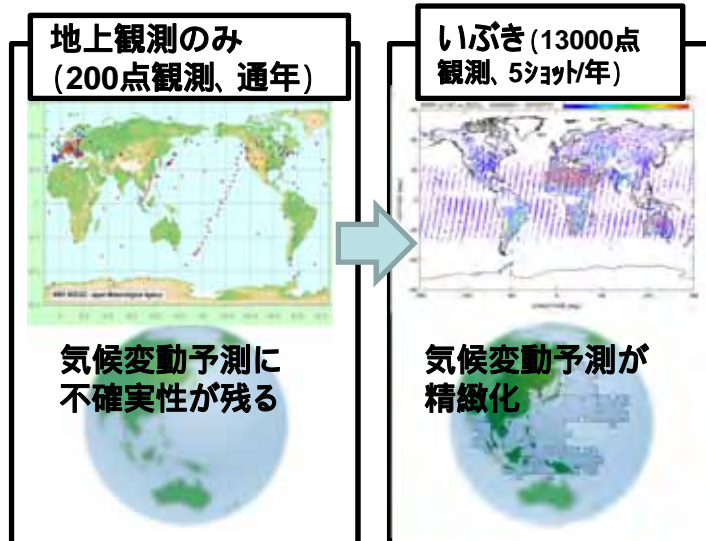 地上観測のみ
(200点観測、通年)
気候変動予測に
不確実性が残る
いぶき(13000点
観測、5ショット/年)
気候変動予測が
精緻化